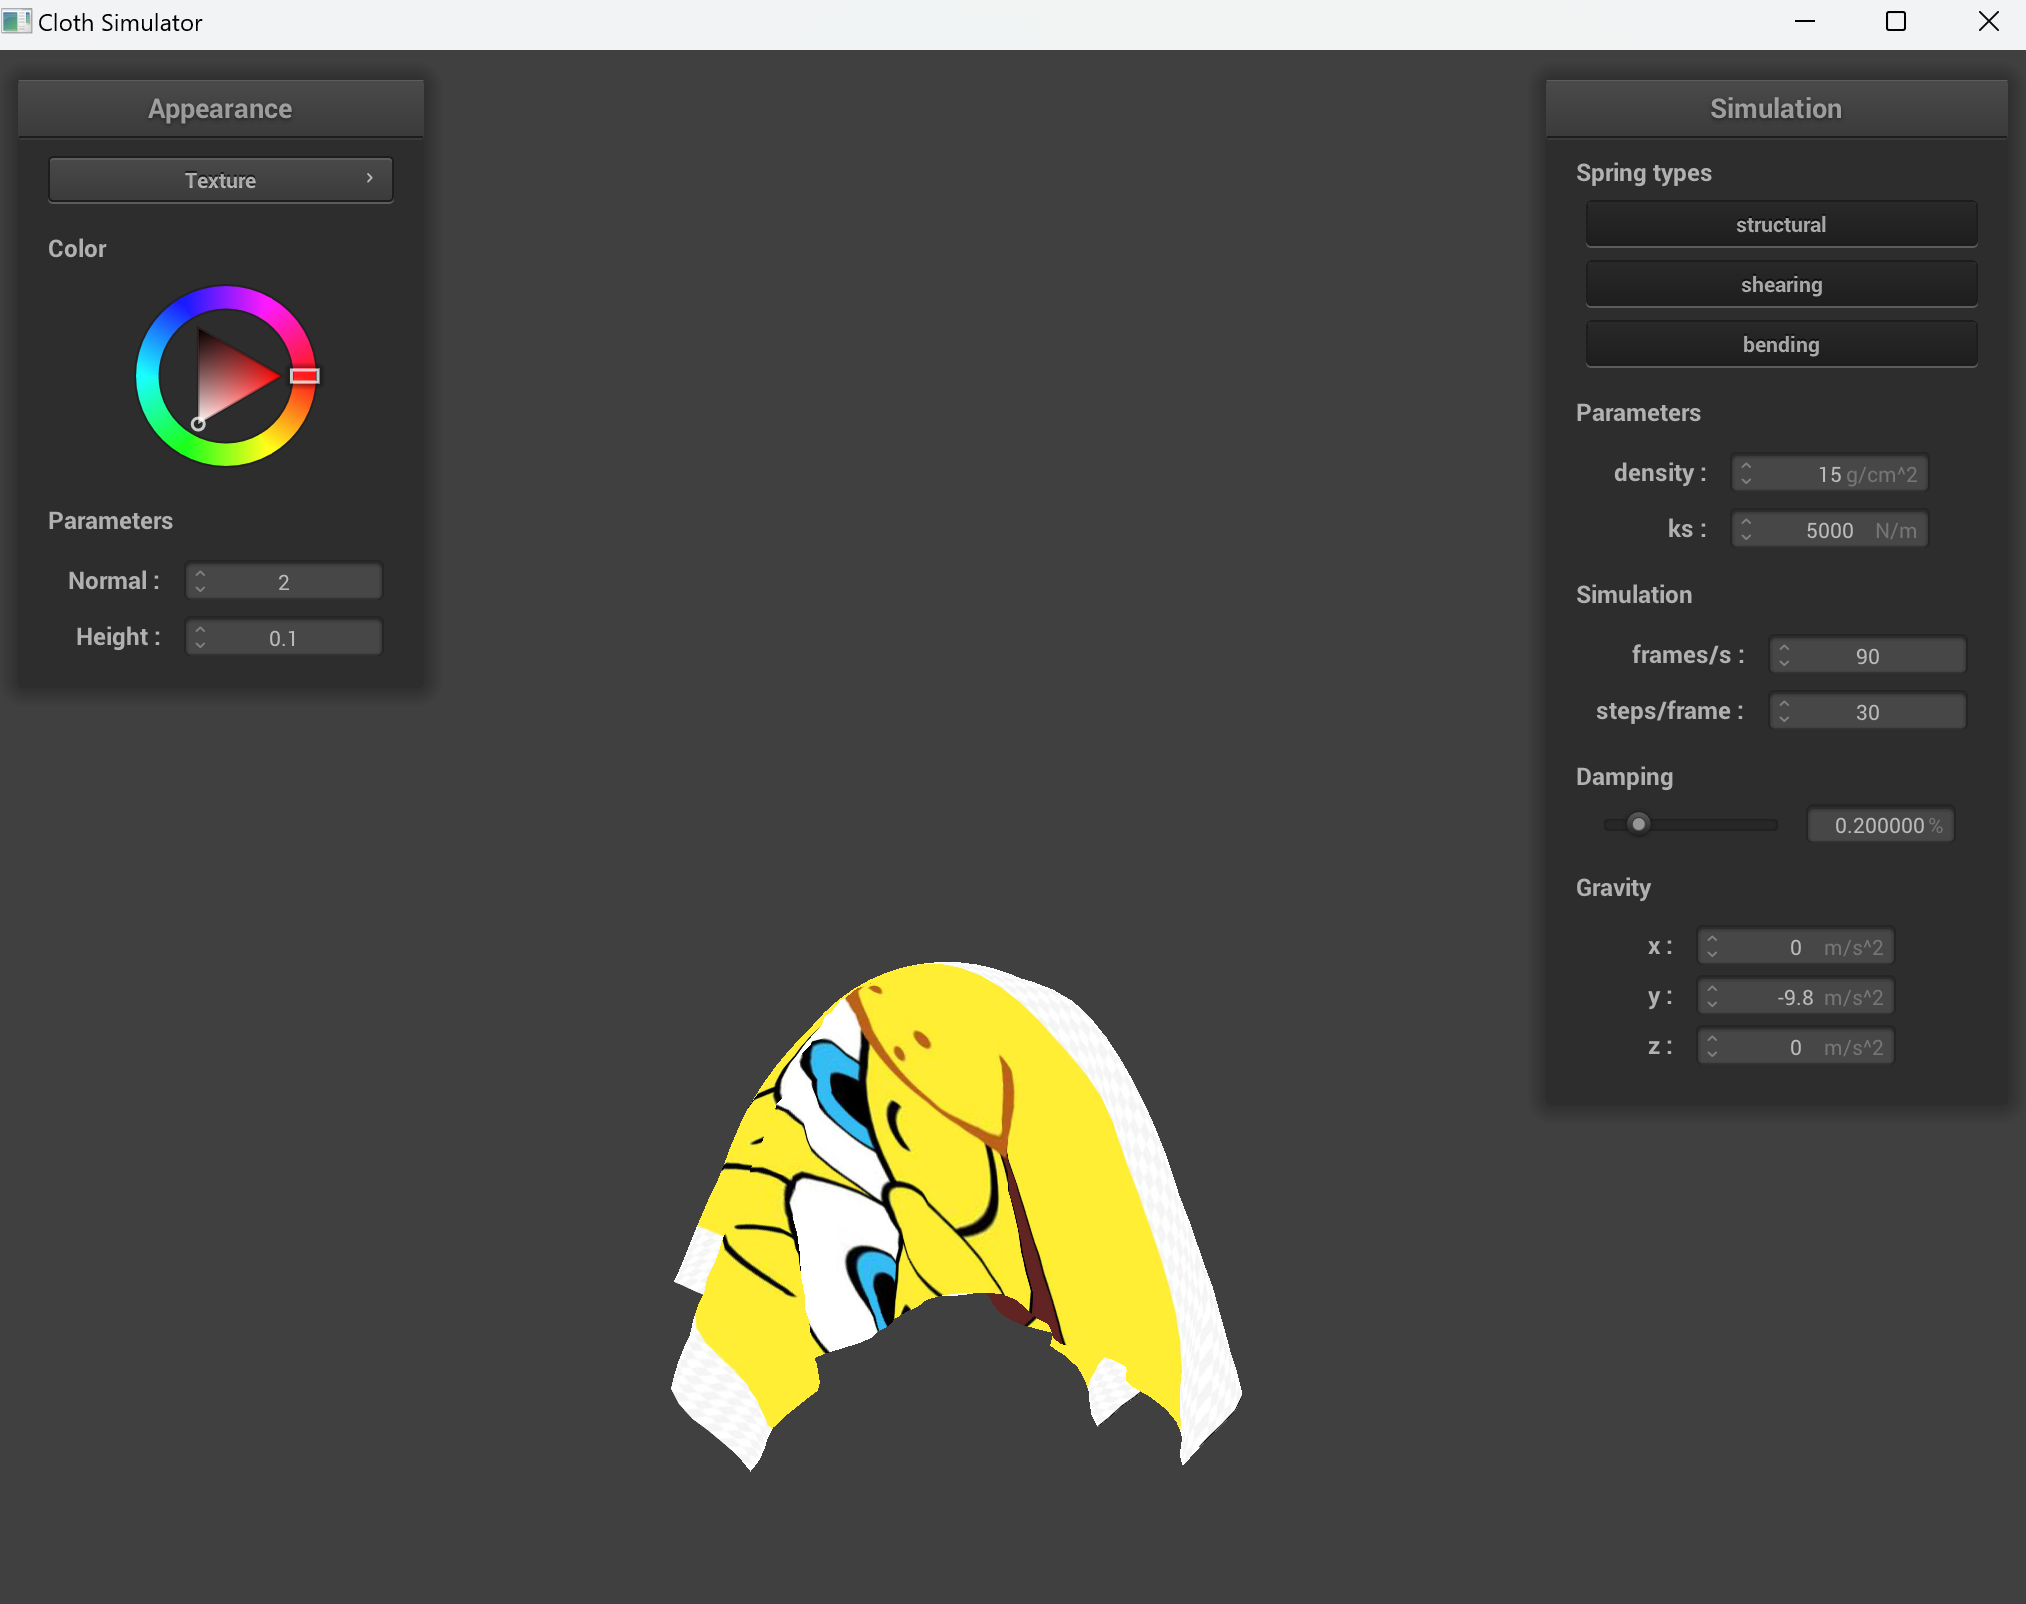 Cloth Simulator
Appearance
Texture
Color
Parameters
Normal : 2
Height : 0.1
Simulation
Spring types
structural
shearing
bending
Parameters
density : 15 g/cm^2
ks : 5000 N/m
Simulation
frames/s : 90
steps/frame : 30
Damping
0.200000 %
Gravity
x : 0 m/s^2
y : -9.8 m/s^2
z : 0 m/s^2